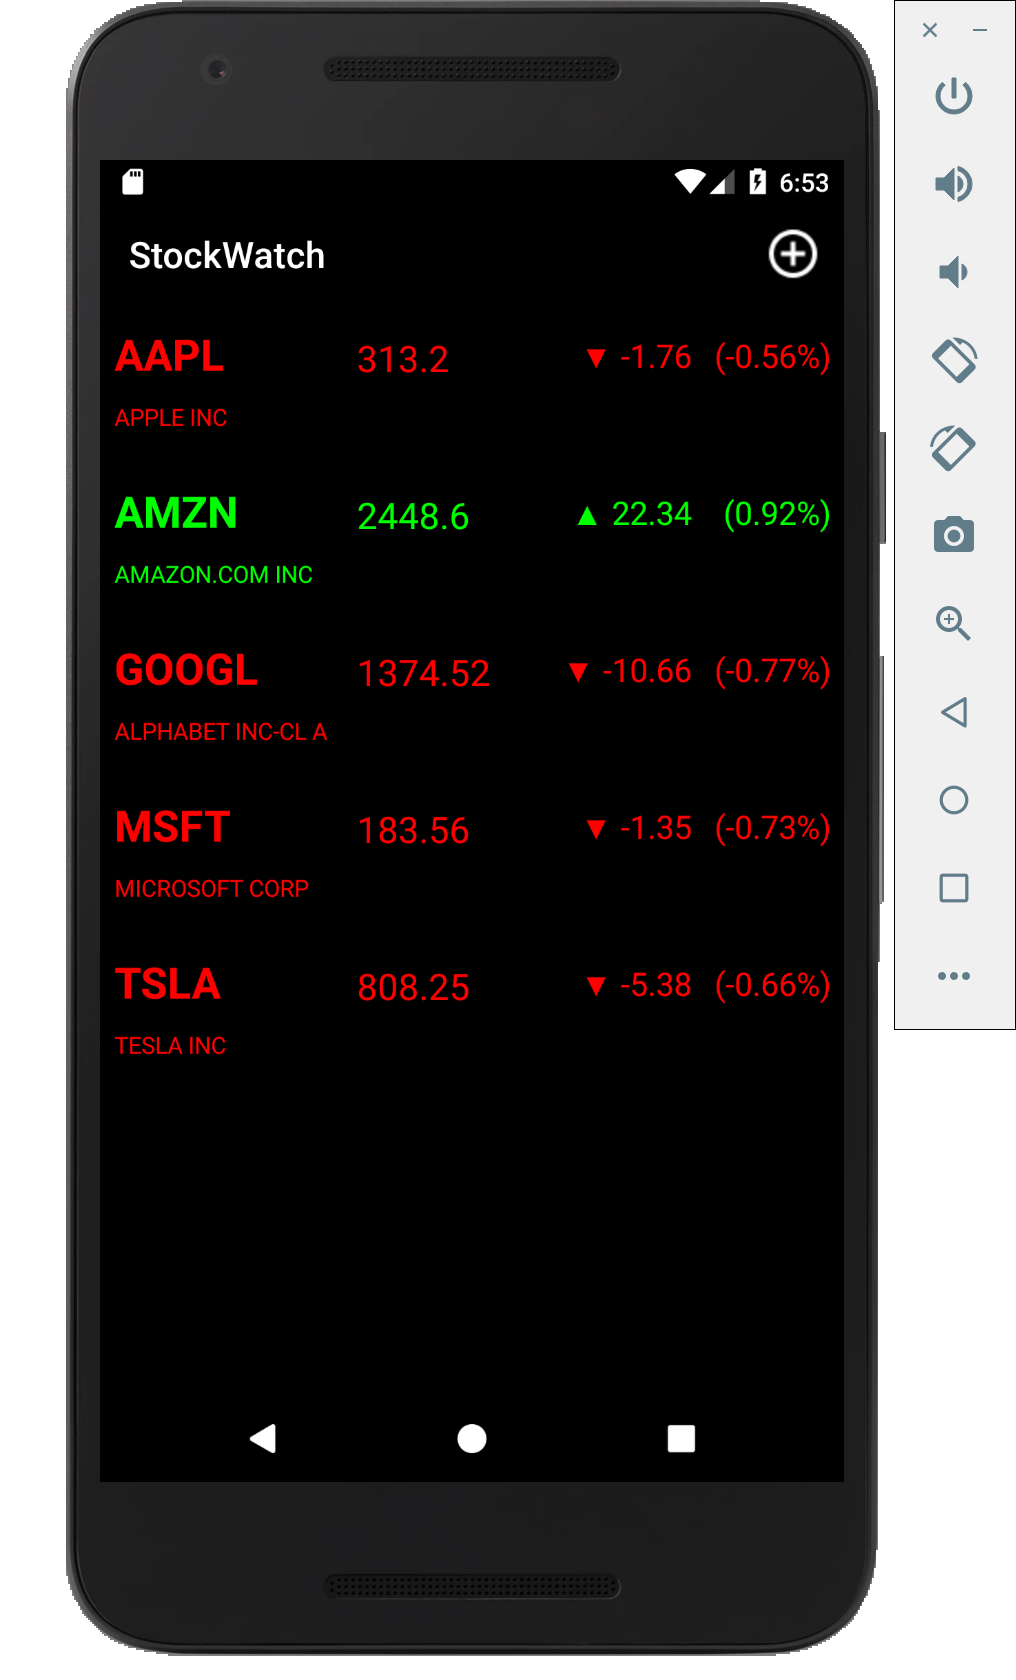 6:53
StockWatch
AAPL 313.2 ▼ -1.76 (-0.56%)
APPLE INC
AMZN 2448.6 ▲ 22.34 (0.92%)
AMAZON.COM INC
GOOGL 1374.52 ▼ -10.66 (-0.77%)
ALPHABET INC-CL A
MSFT 183.56 ▼ -1.35 (-0.73%)
MICROSOFT CORP
TSLA 808.25 ▼ -5.38 (-0.66%)
TESLA INC